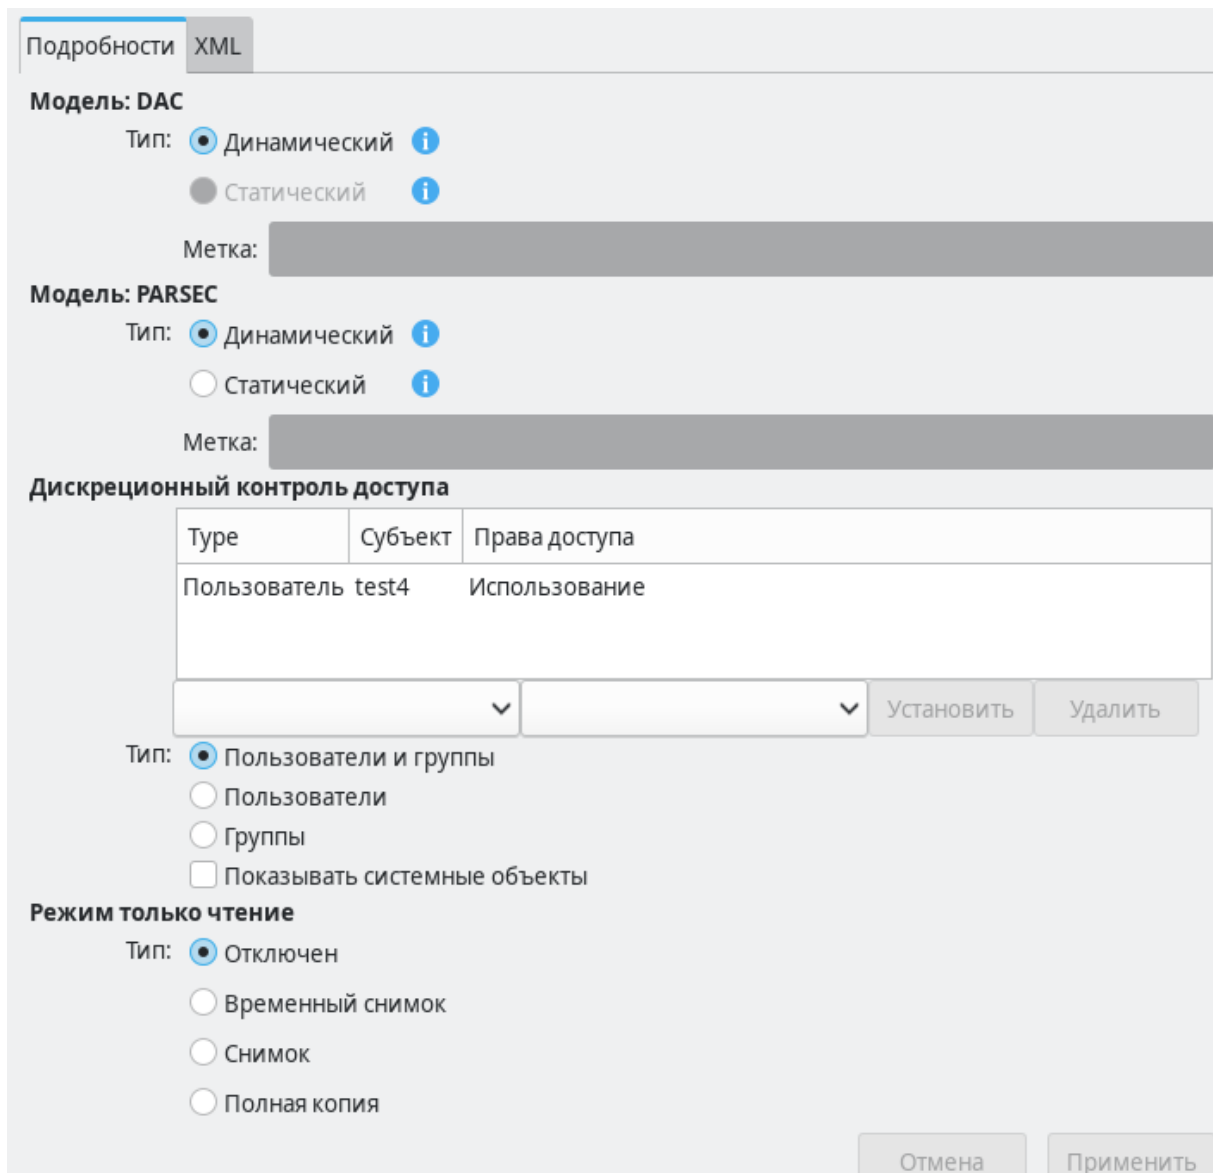 Подробности XML
Модель: DAC
Тип: Динамический
Статический
Метка:
Модель: PARSEC
Тип: Динамический
Статический
Метка:
Дискреционный контроль доступа
Type Субъект Права доступа
Пользователь test4 Использование
Установить Удалить
Тип: Пользователи и группы
Пользователи
Группы
Показывать системные объекты
Режим только чтение
Тип: Отключен
Временный снимок
Снимок
Полная копия
Отмена Применить